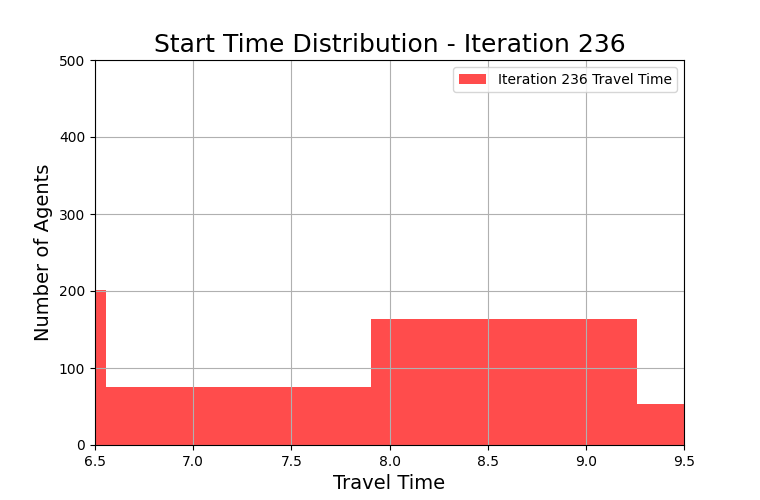 Start Time Distribution - Iteration 236
500
Iteration 236 Travel Time
400
300
200
100
0
Number of Agents
6.5 7.0 7.5 8.0 8.5 9.0 9.5
Travel Time